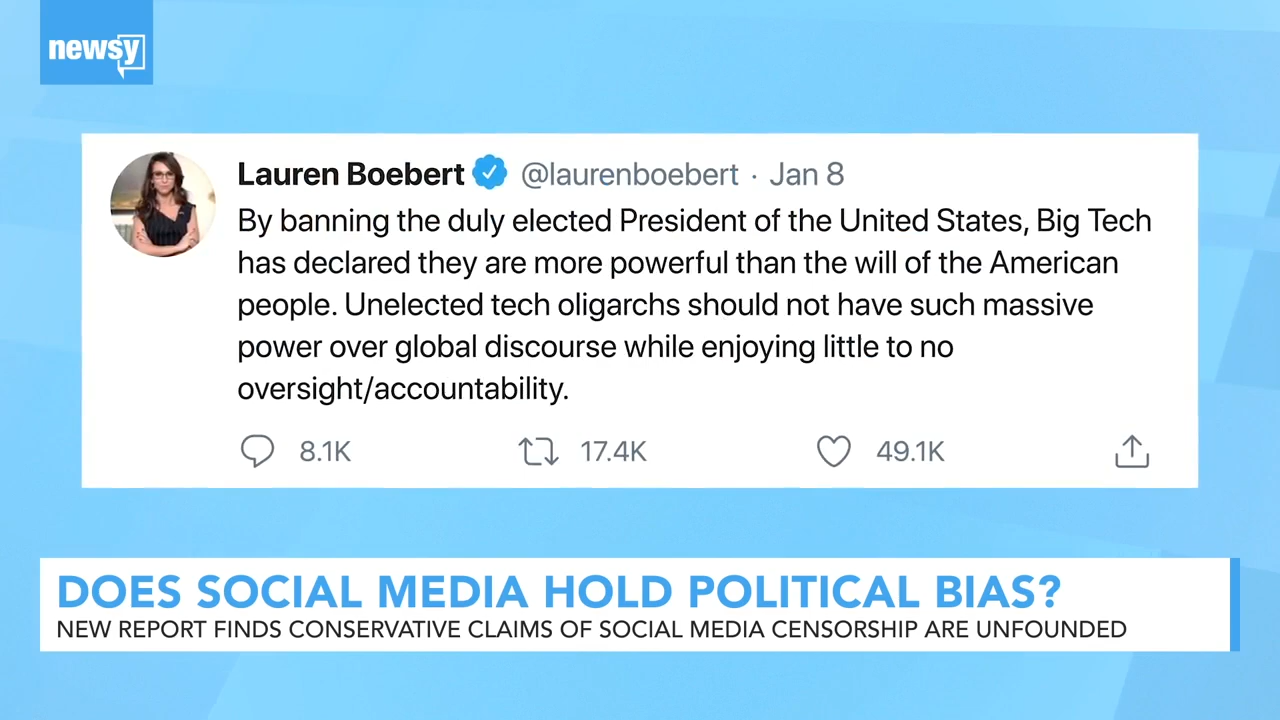 newsy
Lauren Boebert @laurenboebert · Jan 8
By banning the duly elected President of the United States, Big Tech
has declared they are more powerful than the will of the American
people. Unelected tech oligarchs should not have such massive
power over global discourse while enjoying little to no
oversight/accountability.
8.1K 17.4K 49.1K
DOES SOCIAL MEDIA HOLD POLITICAL BIAS?
NEW REPORT FINDS CONSERVATIVE CLAIMS OF SOCIAL MEDIA CENSORSHIP ARE UNFOUNDED